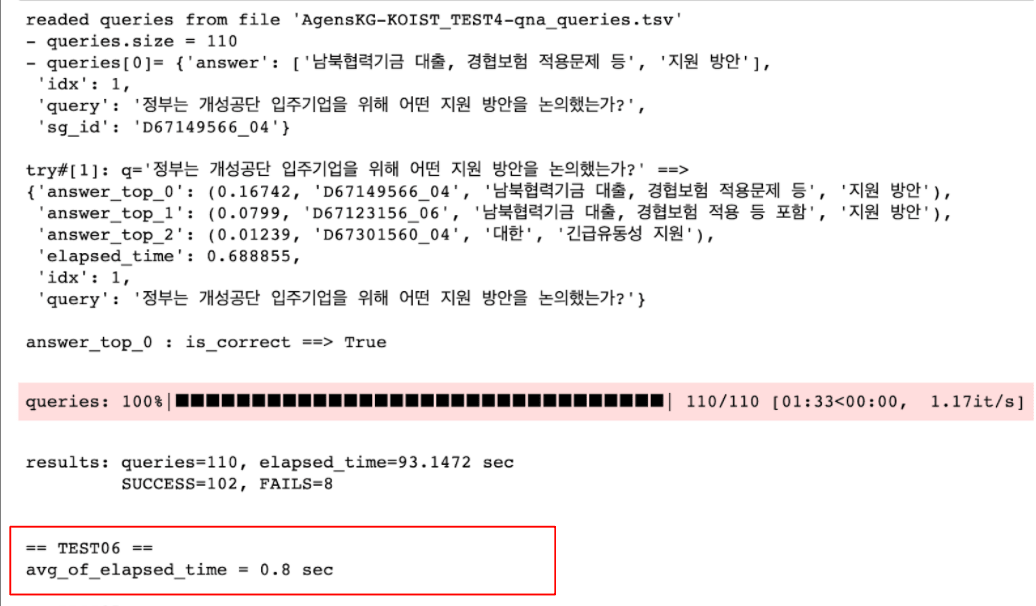 readed queries from file 'AgensKG-KOIST_TEST4-qna_queries.tsv'
- queries.size = 110
- queries[0]= {'answer': ['남북협력기금 대출, 경협보험 적용문제 등', '지원 방안'],
 'idx': 1,
 'query': '정부는 개성공단 입주기업을 위해 어떤 지원 방안을 논의했는가?',
 'sg_id': 'D67149566_04'}
try#[1]: q='정부는 개성공단 입주기업을 위해 어떤 지원 방안을 논의했는가?' ==>
{'answer_top_0': (0.16742, 'D67149566_04', '남북협력기금 대출, 경협보험 적용문제 등', '지원 방안'),
 'answer_top_1': (0.0799, 'D67123156_06', '남북협력기금 대출, 경협보험 적용 등 포함', '지원 방안'),
 'answer_top_2': (0.01239, 'D67301560_04', '대한', '긴급유동성 지원'),
 'elapsed_time': 0.688855,
 'idx': 1,
 'query': '정부는 개성공단 입주기업을 위해 어떤 지원 방안을 논의했는가?'}
answer_top_0 : is_correct ==> True
queries: 100%|■■■■■■■■■■■■■■■■■■■■■■■■■■■■■■■■| 110/110 [01:33<00:00,  1.17it/s]
results: queries=110, elapsed_time=93.1472 sec
SUCCESS=102, FAILS=8
== TEST06 ==
avg_of_elapsed_time = 0.8 sec